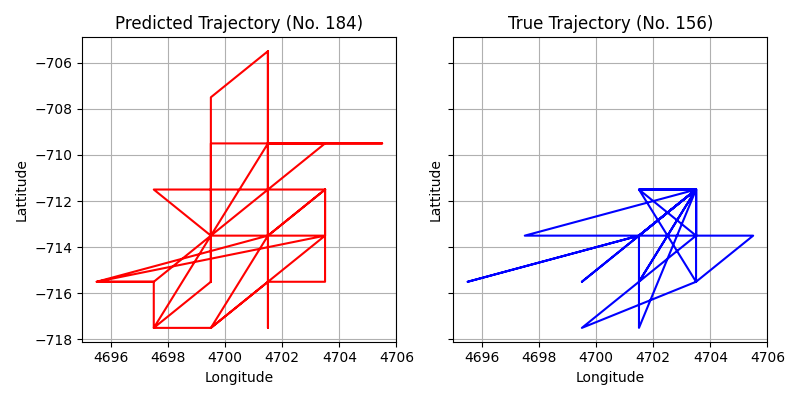 Predicted Trajectory (No. 184)
True Trajectory (No. 156)
Lattitude
−706
−708
−710
−712
−714
−716
−718
4696 4698 4700 4702 4704 4706
Longitude
Lattitude
4696 4698 4700 4702 4704 4706
Longitude